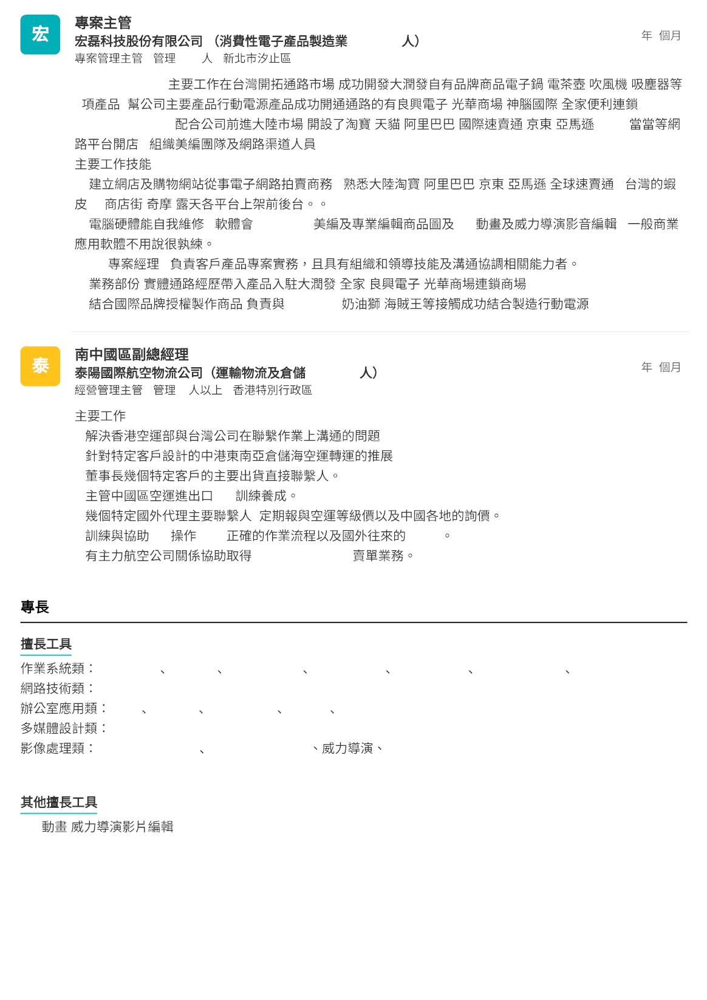 宏
專案主管
宏磊科技股份有限公司 （消費性電子產品製造業 人）
年 個月
專案管理主管 管理 人 新北市汐止區
主要工作在台灣開拓通路市場 成功開發大潤發自有品牌商品電子鍋 電茶壺 吹風機 吸塵器等
項產品 幫公司主要產品行動電源產品成功開通通路的有良興電子 光華商場 神腦國際 全家便利連鎖
配合公司前進大陸市場 開設了淘寶 天貓 阿里巴巴 國際速賣通 京東 亞馬遜 當當等網
路平台開店 組織美編團隊及網路渠道人員
主要工作技能
建立網店及購物網站從事電子網路拍賣商務 熟悉大陸淘寶 阿里巴巴 京東 亞馬遜 全球速賣通 台灣的蝦
皮 商店街 奇摩 露天各平台上架前後台。。
電腦硬體能自我維修 軟體會 美編及專業編輯商品圖及 動畫及威力導演影音編輯 一般商業
應用軟體不用說很孰練。
專案經理 負責客戶產品專案實務，且具有組織和領導技能及溝通協調相關能力者。
業務部份 實體通路經歷帶入產品入駐大潤發 全家 良興電子 光華商場連鎖商場
結合國際品牌授權製作商品 負責與 奶油獅 海賊王等接觸成功結合製造行動電源
泰
南中國區副總經理
泰陽國際航空物流公司（運輸物流及倉儲 人）
年 個月
經營管理主管 管理 人以上 香港特別行政區
主要工作
解決香港空運部與台灣公司在聯繫作業上溝通的問題
針對特定客戶設計的中港東南亞倉儲海空運轉運的推展
董事長幾個特定客戶的主要出貨直接聯繫人。
主管中國區空運進出口 訓練養成。
幾個特定國外代理主要聯繫人 定期報與空運等級價以及中國各地的詢價。
訓練與協助 操作 正確的作業流程以及國外往來的 。
有主力航空公司關係協助取得 賣單業務。
專長
擅長工具
作業系統類： 、 、 、 、 、 、
網路技術類：
辦公室應用類： 、 、 、 、
多媒體設計類：
影像處理類： 、 、威力導演、
其他擅長工具
動畫 威力導演影片編輯